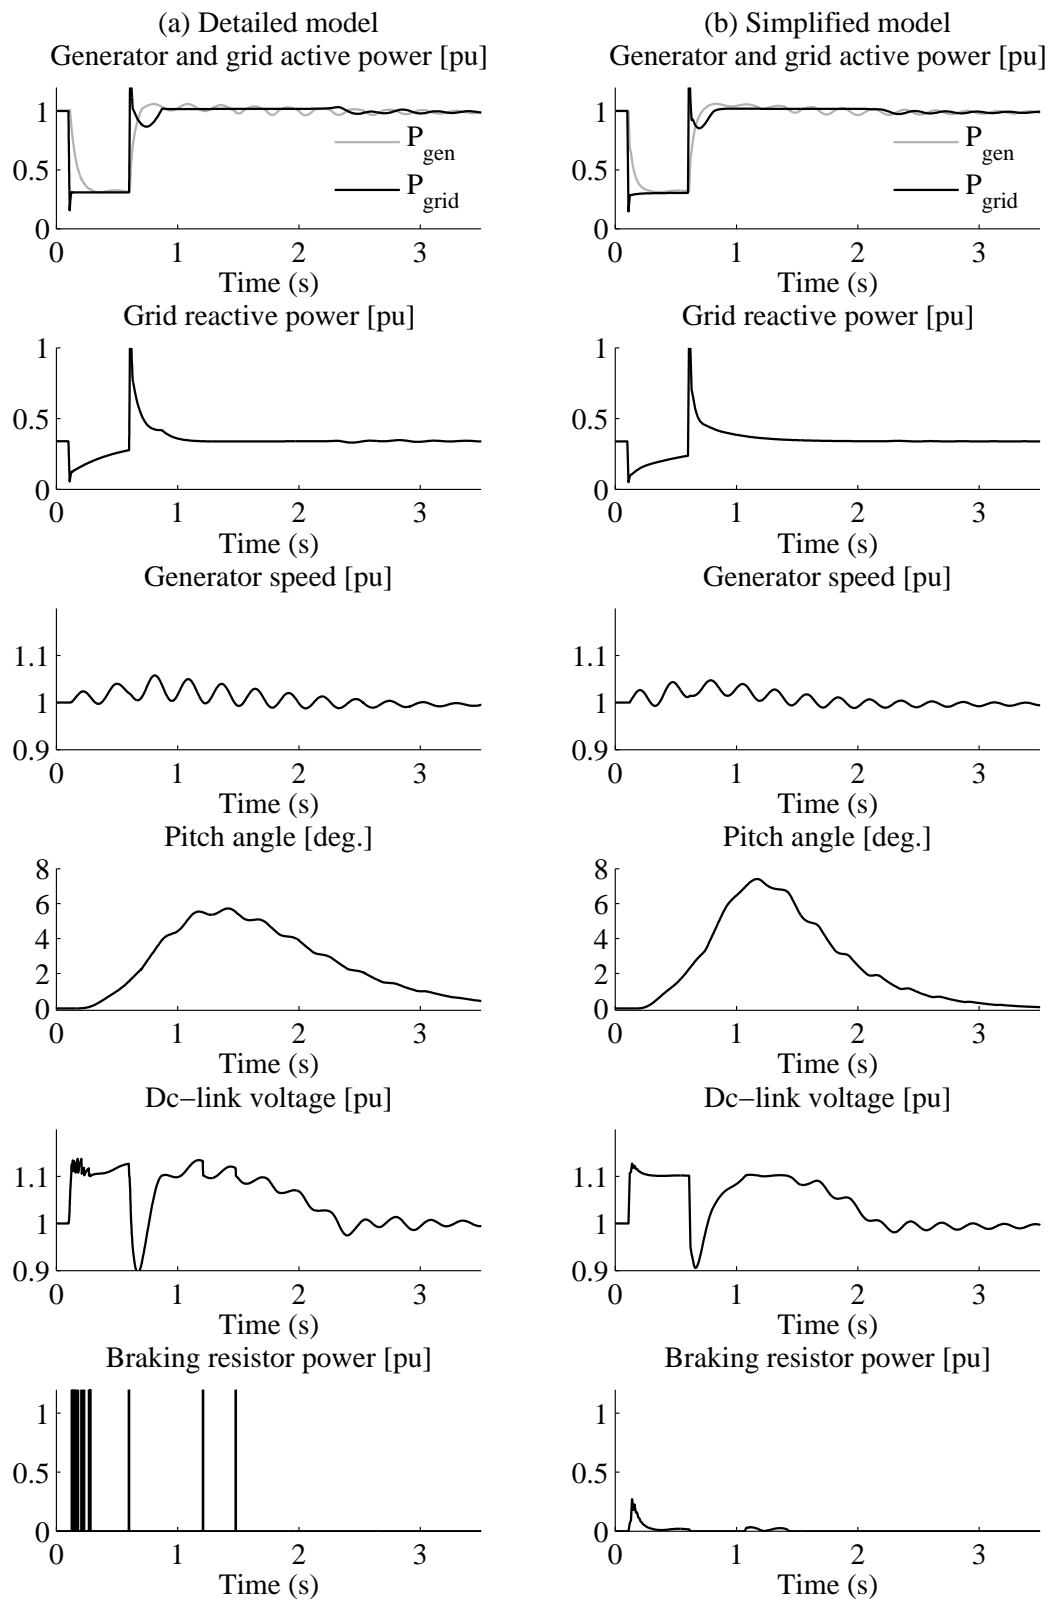 (a) Detailed model
Generator and grid active power [pu]
1
0.5
0
P_gen
P_grid
0 1 2 3
Time (s)
Grid reactive power [pu]
1
0.5
0
0 1 2 3
Time (s)
Generator speed [pu]
1.1
1
0.9
0 1 2 3
Time (s)
Pitch angle [deg.]
8
6
4
2
0
0 1 2 3
Time (s)
Dc−link voltage [pu]
1.1
1
0.9
0 1 2 3
Time (s)
Braking resistor power [pu]
1
0.5
0
0 1 2 3
Time (s)
(b) Simplified model
Generator and grid active power [pu]
1
0.5
0
P_gen
P_grid
0 1 2 3
Time (s)
Grid reactive power [pu]
1
0.5
0
0 1 2 3
Time (s)
Generator speed [pu]
1.1
1
0.9
0 1 2 3
Time (s)
Pitch angle [deg.]
8
6
4
2
0
0 1 2 3
Time (s)
Dc−link voltage [pu]
1.1
1
0.9
0 1 2 3
Time (s)
Braking resistor power [pu]
1
0.5
0
0 1 2 3
Time (s)